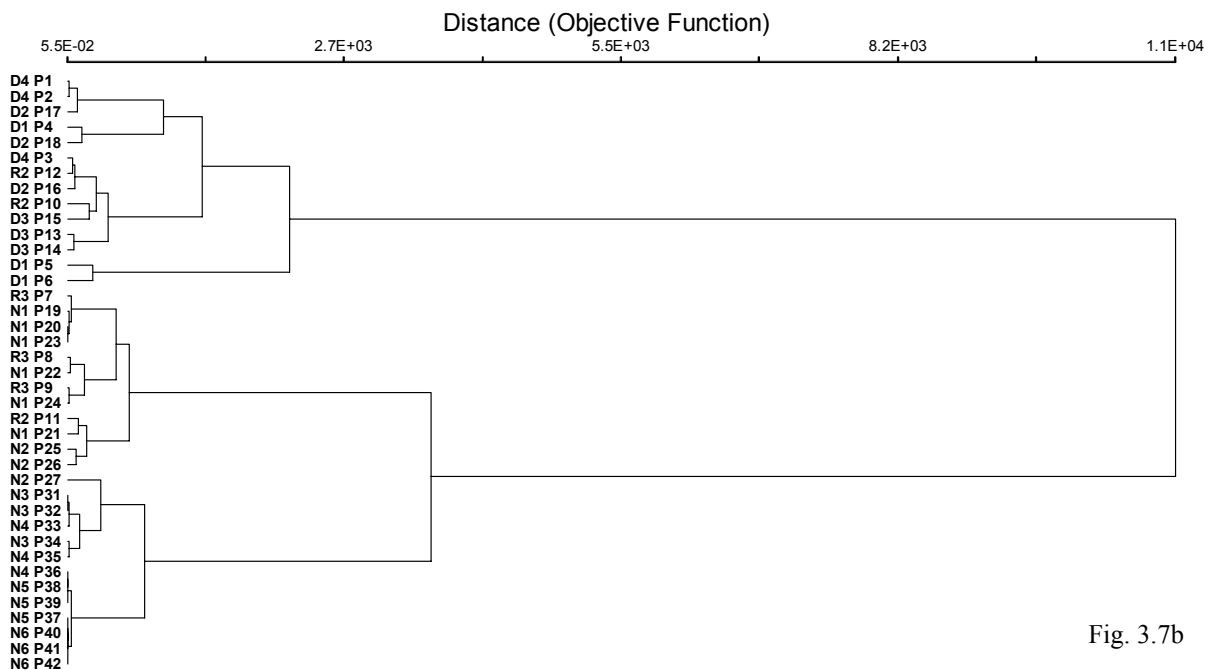 Distance (Objective Function)
5.5E-02 2.7E+03 5.5E+03 8.2E+03 1.1E+04
D4 P1
D4 P2
D2 P17
D1 P4
D2 P18
D4 P3
R2 P12
D2 P16
R2 P10
D3 P15
D3 P13
D3 P14
D1 P5
D1 P6
R3 P7
N1 P19
N1 P20
N1 P23
R3 P8
N1 P22
R3 P9
N1 P24
R2 P11
N1 P21
N2 P25
N2 P26
N2 P27
N3 P31
N3 P32
N4 P33
N3 P34
N4 P35
N4 P36
N5 P38
N5 P39
N5 P37
N6 P40
N6 P41
N6 P42
Fig. 3.7b